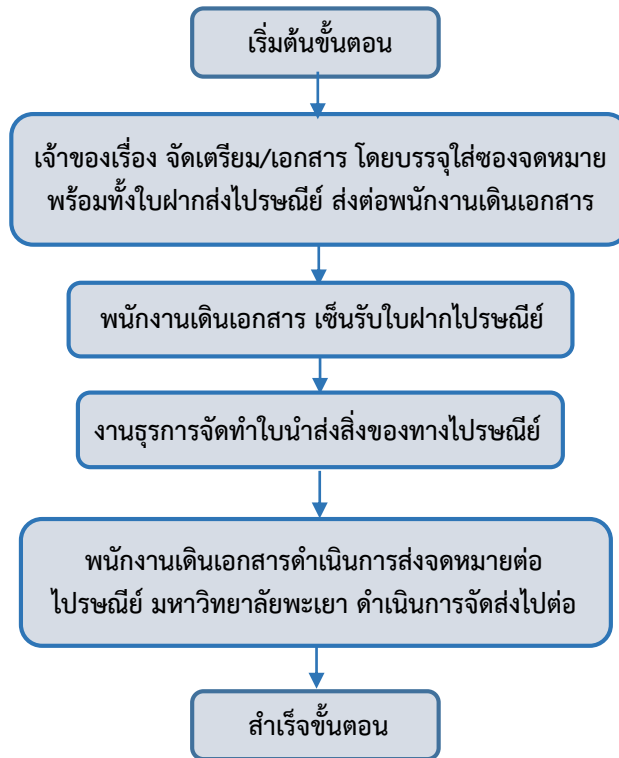 เริ่มต้นขั้นตอน
เจ้าของเรื่อง จัดเตรียม/เอกสาร โดยบรรจุใส่ซองจดหมาย
พร้อมทั้งใบฝากส่งไปรษณีย์ ส่งต่อพนักงานเดินเอกสาร
พนักงานเดินเอกสาร เซ็นรับใบฝากไปรษณีย์
งานธุรการจัดทำใบนำส่งสิ่งของทางไปรษณีย์
พนักงานเดินเอกสารดำเนินการส่งจดหมายต่อ
ไปรษณีย์ มหาวิทยาลัยพะเยา ดำเนินการจัดส่งไปต่อ
สำเร็จขั้นตอน